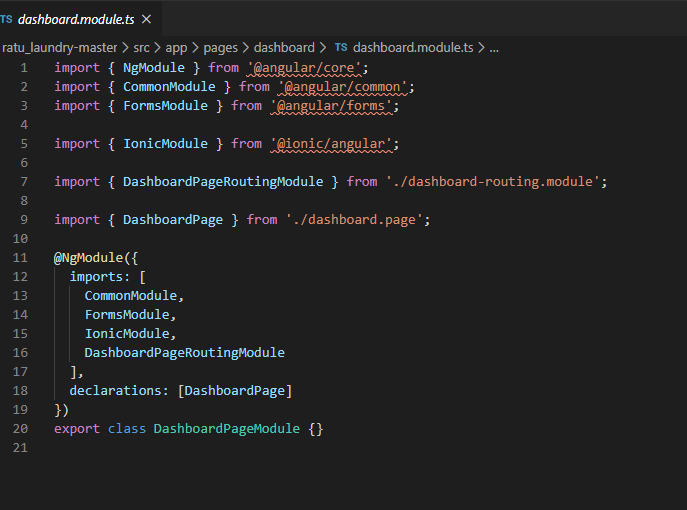 TS dashboard.module.ts ×
ratu_laundry-master > src > app > pages > dashboard > TS dashboard.module.ts > ...
1 import { NgModule } from '@angular/core';
2 import { CommonModule } from '@angular/common';
3 import { FormsModule } from '@angular/forms';
4
5 import { IonicModule } from '@ionic/angular';
6
7 import { DashboardPageRoutingModule } from './dashboard-routing.module';
8
9 import { DashboardPage } from './dashboard.page';
10
11 @NgModule({
12   imports: [
13     CommonModule,
14     FormsModule,
15     IonicModule,
16     DashboardPageRoutingModule
17   ],
18   declarations: [DashboardPage]
19 })
20 export class DashboardPageModule {}
21